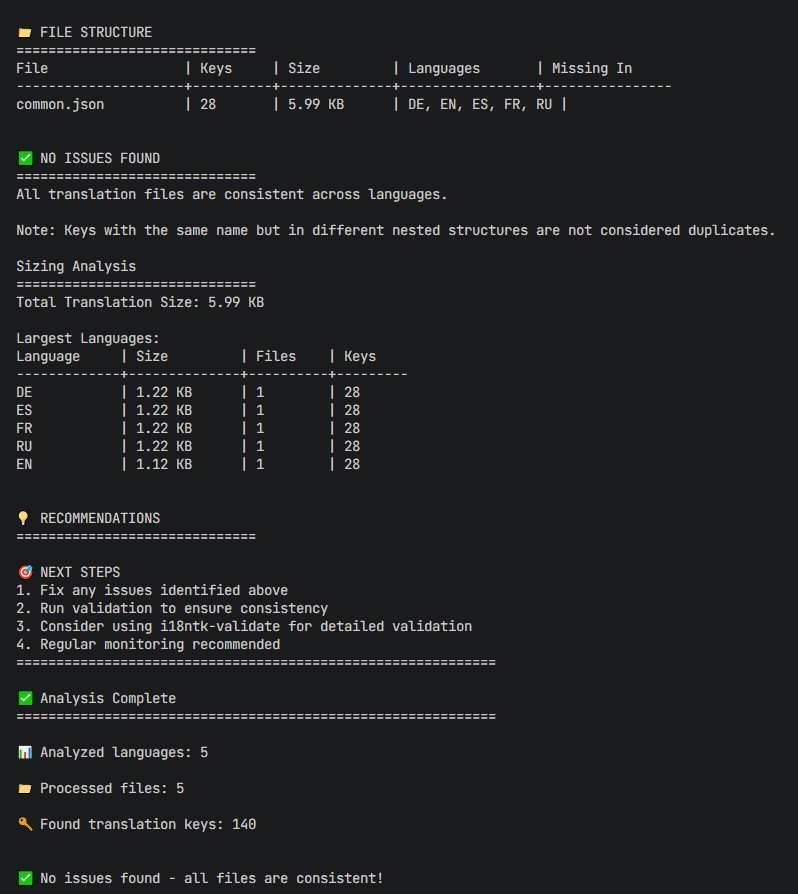 📂 FILE STRUCTURE
==============================
File                 | Keys     | Size         | Languages       | Missing In
---------------------+----------+--------------+-----------------+----------------
common.json          | 28       | 5.99 KB      | DE, EN, ES, FR, RU |
✅ NO ISSUES FOUND
==============================
All translation files are consistent across languages.
Note: Keys with the same name but in different nested structures are not considered duplicates.
Sizing Analysis
==============================
Total Translation Size: 5.99 KB
Largest Languages:
Language     | Size         | Files    | Keys
-------------+--------------+----------+---------
DE           | 1.22 KB      | 1        | 28
ES           | 1.22 KB      | 1        | 28
FR           | 1.22 KB      | 1        | 28
RU           | 1.22 KB      | 1        | 28
EN           | 1.12 KB      | 1        | 28
💡 RECOMMENDATIONS
==============================
🎯 NEXT STEPS
1. Fix any issues identified above
2. Run validation to ensure consistency
3. Consider using i18ntk-validate for detailed validation
4. Regular monitoring recommended
============================================================
✅ Analysis Complete
============================================================
📊 Analyzed languages: 5
📂 Processed files: 5
🔑 Found translation keys: 140
✅ No issues found - all files are consistent!